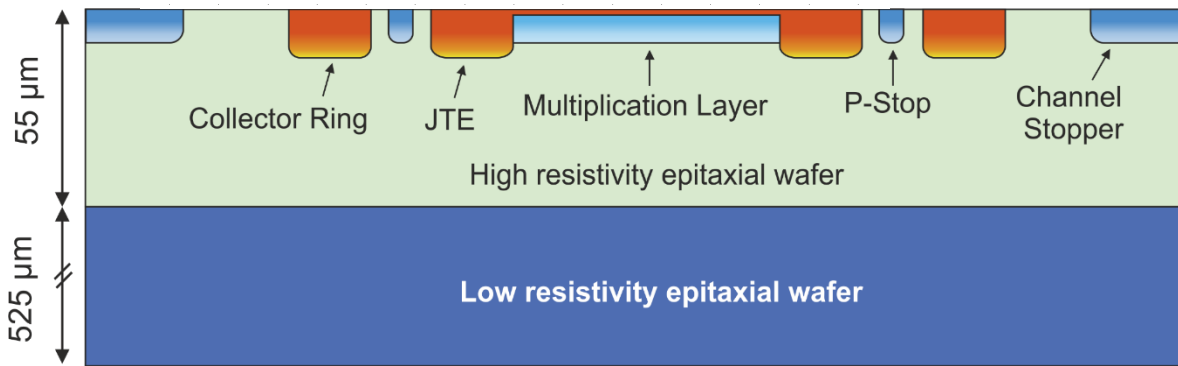 55 µm
Collector Ring
JTE
Multiplication Layer
P-Stop
Channel
Stopper
High resistivity epitaxial wafer
525 µm
Low resistivity epitaxial wafer